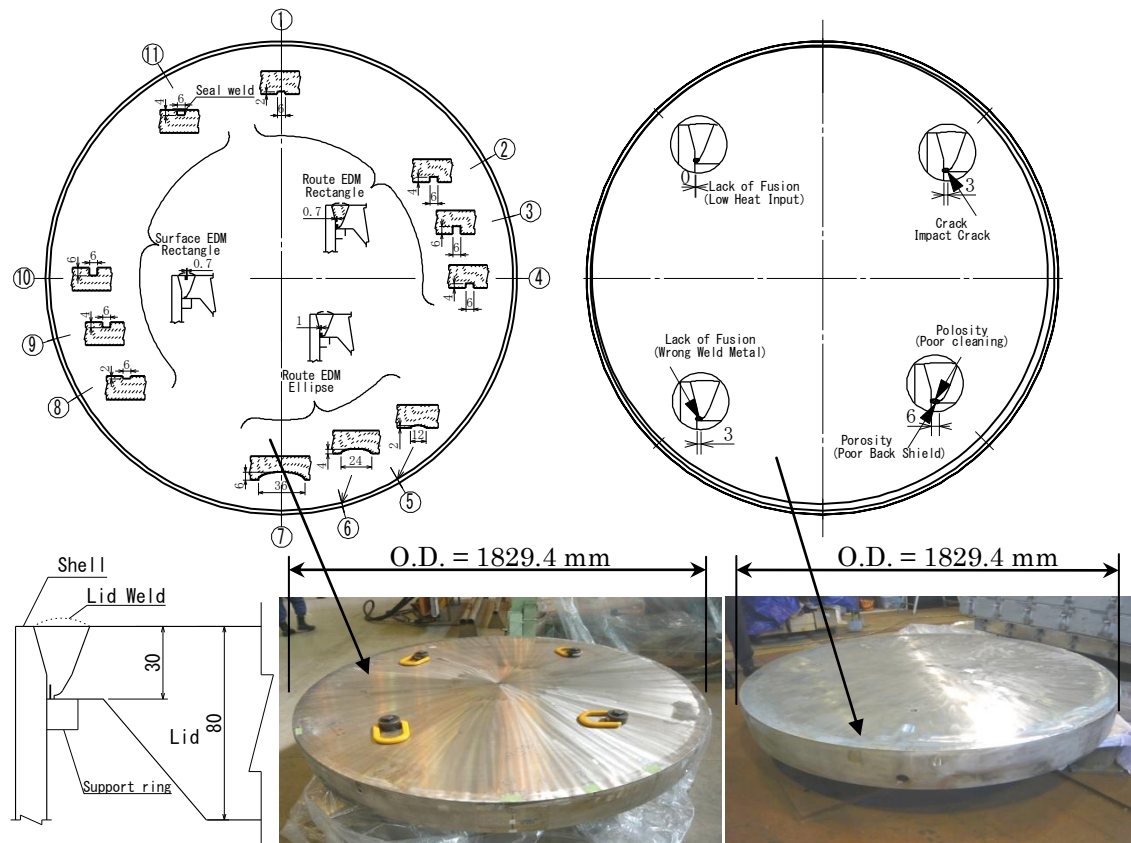 ①
⑪
6
4
Seal weld
2
6
②
4
6
Route EDM
Rectangle
0.7
③
6
6
Surface EDM
Rectangle
0.7
⑩
6
6
④
4
6
⑨
4
6
1
Route EDM
Ellipse
⑧
2
6
2
12
⑤
4
24
⑥
6
36
⑦
0
Lack of Fusion
(Low Heat Input)
3
Crack
Impact Crack
Lack of Fusion
(Wrong Weld Metal)
3
Polosity
(Poor cleaning)
6
Porosity
(Poor Back Shield)
Shell
Lid Weld
30
80
Lid
Support ring
O.D. = 1829.4 mm
O.D. = 1829.4 mm